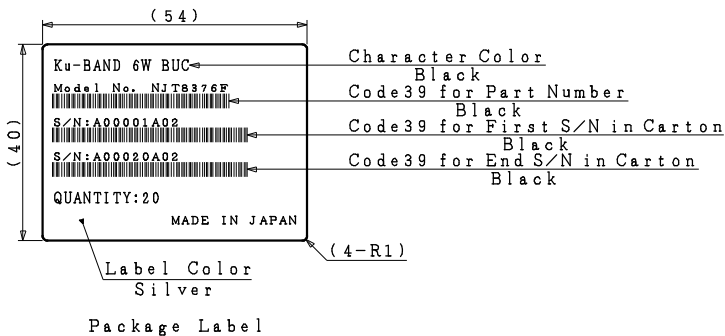 (54)
(40)
Ku-BAND 6W BUC
Model No. NJT8376F
S/N:A00001A02
S/N:A00020A02
QUANTITY:20
MADE IN JAPAN
Character Color
Black
Code39 for Part Number
Black
Code39 for First S/N in Carton
Black
Code39 for End S/N in Carton
Black
(4-R1)
Label Color
Silver
Package Label